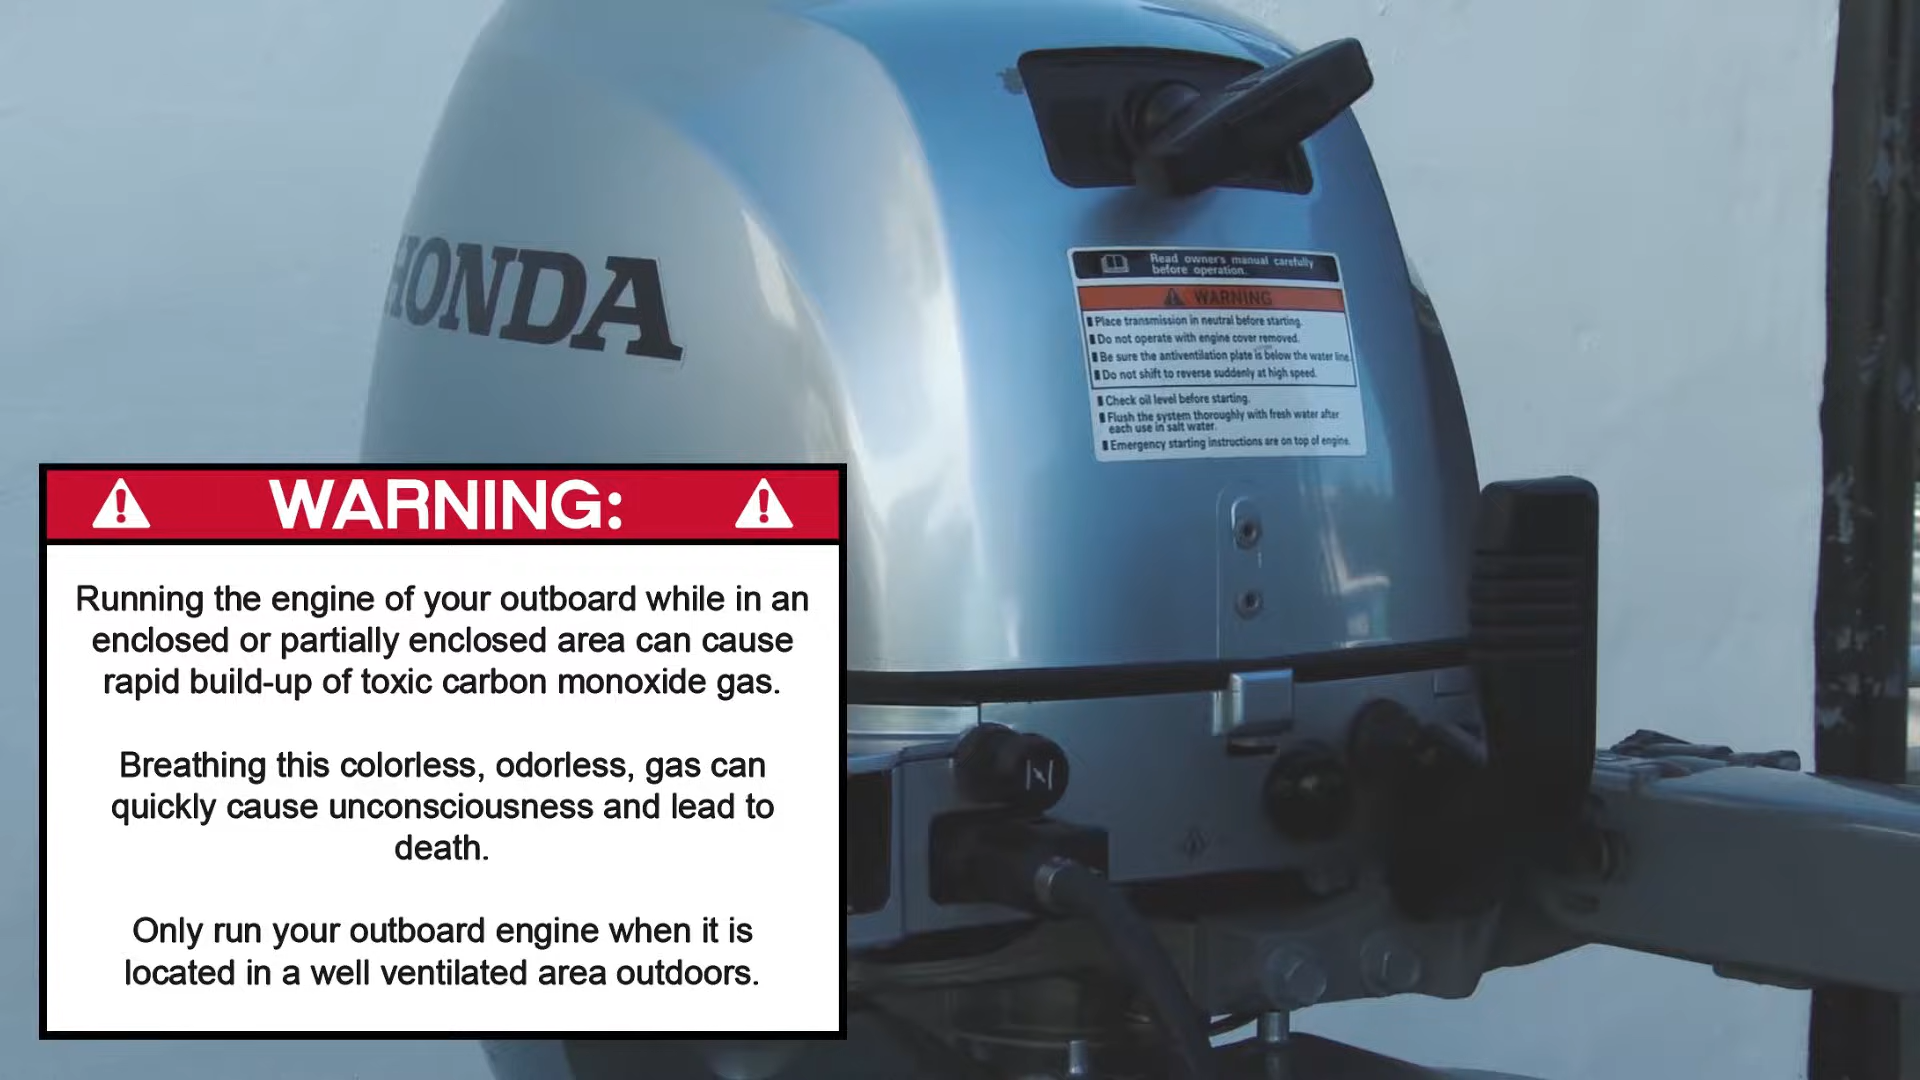 HONDA
Read owner's manual carefully
before operation.
WARNING
Place transmission in neutral before starting.
Do not operate with engine cover removed.
Be sure the antiventilation plate is below the water line.
Do not shift to reverse suddenly at high speed.
Check oil level before starting.
Flush the system thoroughly with fresh water after
each use in salt water.
Emergency starting instructions are on top of engine.
WARNING:
Running the engine of your outboard while in an
enclosed or partially enclosed area can cause
rapid build-up of toxic carbon monoxide gas.
Breathing this colorless, odorless, gas can
quickly cause unconsciousness and lead to
death.
Only run your outboard engine when it is
located in a well ventilated area outdoors.